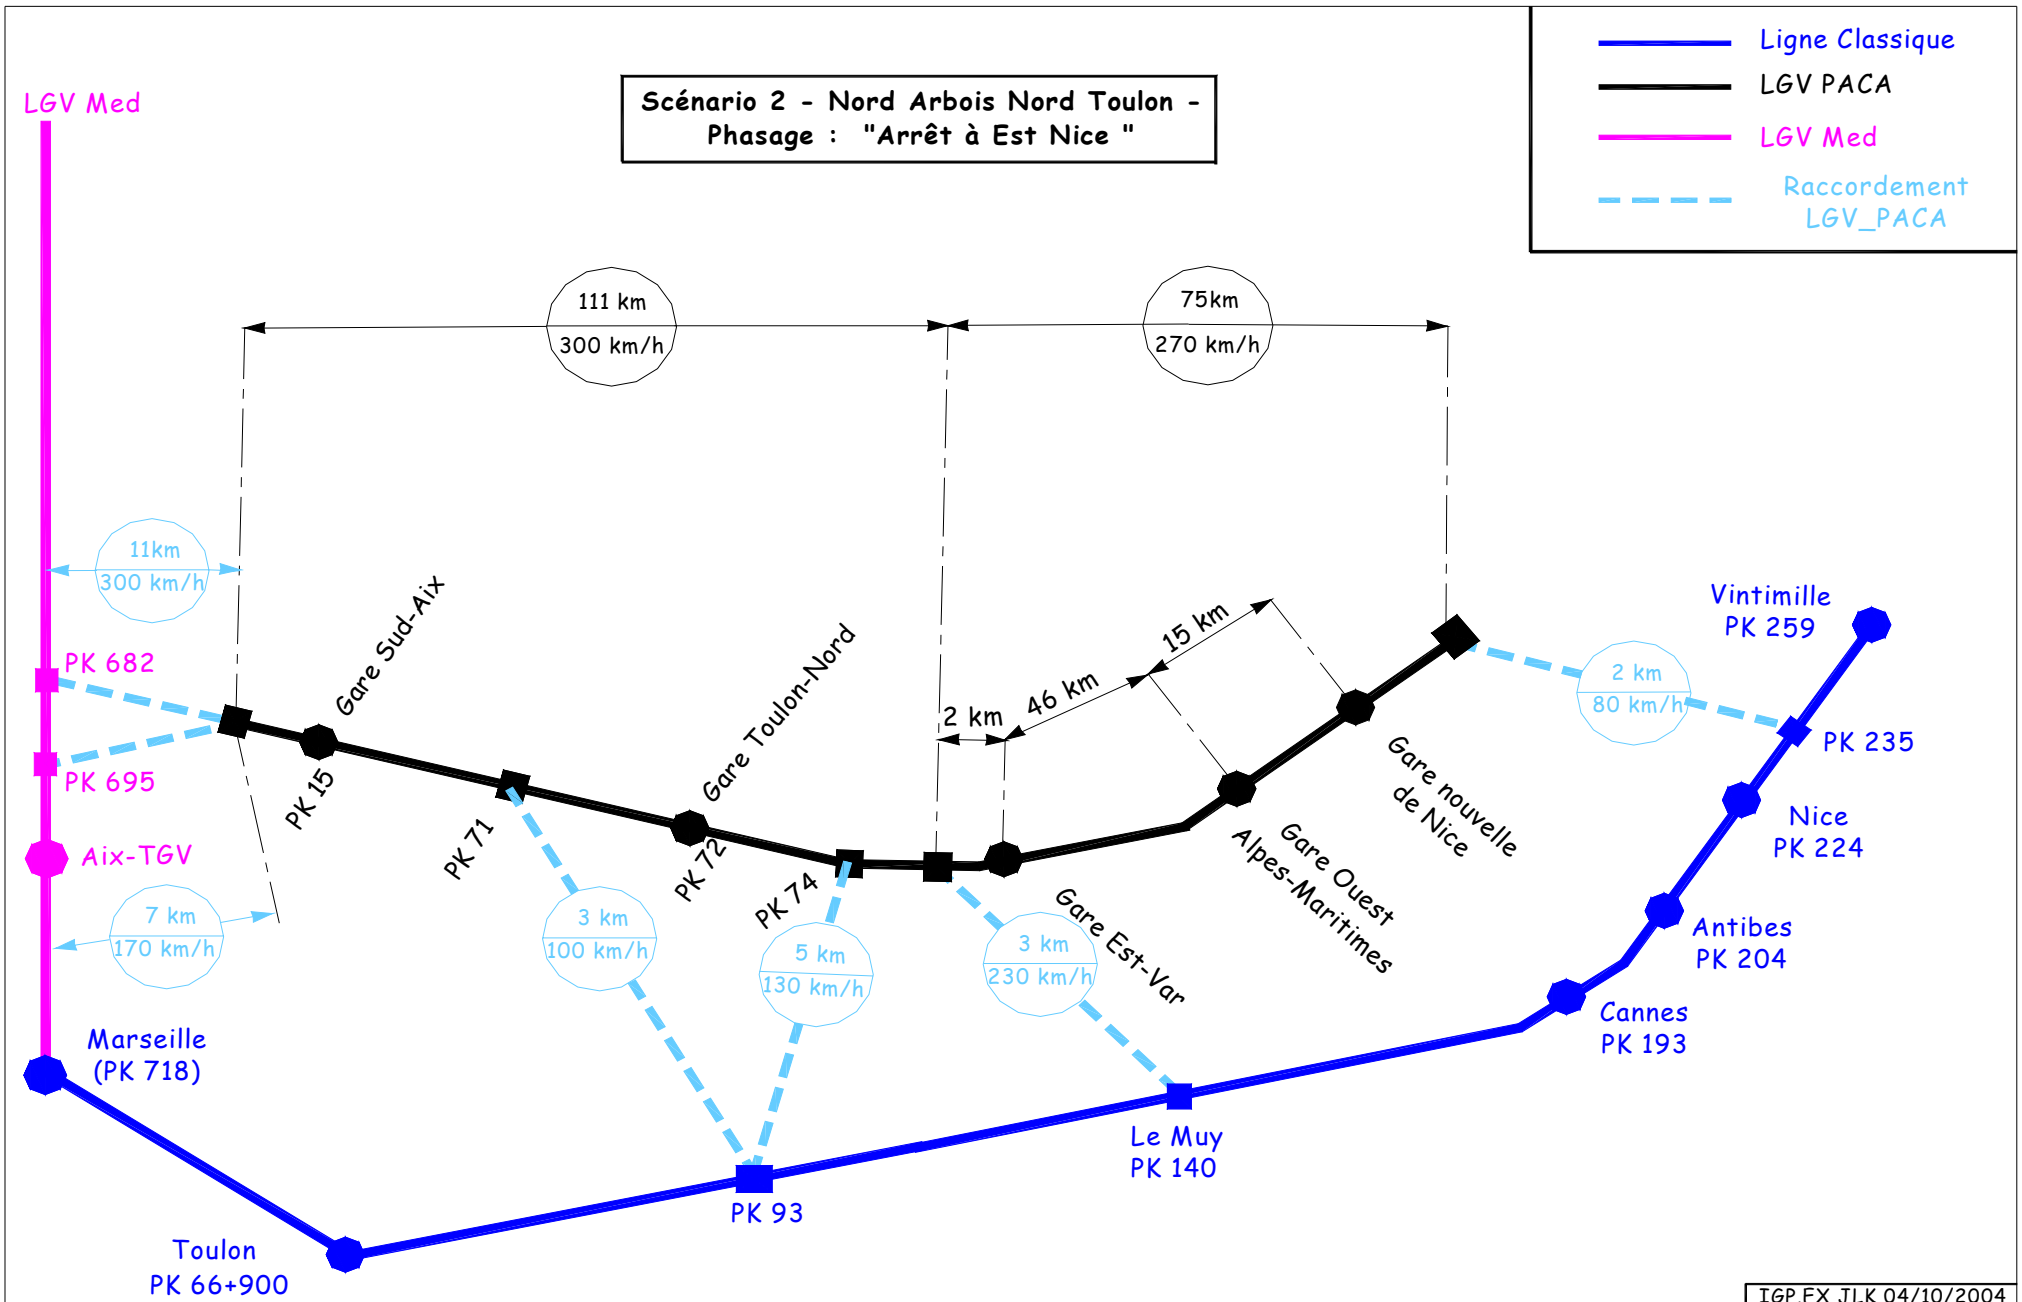 LGV Med
Scénario 2 - Nord Arbois Nord Toulon -
Phasage : "Arrêt à Est Nice "
Ligne Classique
LGV PACA
LGV Med
Raccordement
LGV_PACA
111 km
300 km/h
75km
270 km/h
11km
300 km/h
PK 682
PK 695
Aix-TGV
7 km
170 km/h
Marseille
(PK 718)
Toulon
PK 66+900
Gare Sud-Aix
PK 15
PK 71
Gare Toulon-Nord
PK 72
PK 74
3 km
100 km/h
5 km
130 km/h
3 km
230 km/h
2 km
46 km
15 km
Gare Est-Var
Gare Ouest
Alpes-Maritimes
Gare nouvelle
de Nice
2 km
80 km/h
Vintimille
PK 259
PK 235
Nice
PK 224
Antibes
PK 204
Cannes
PK 193
Le Muy
PK 140
PK 93
IGP.EX JLK 04/10/2004